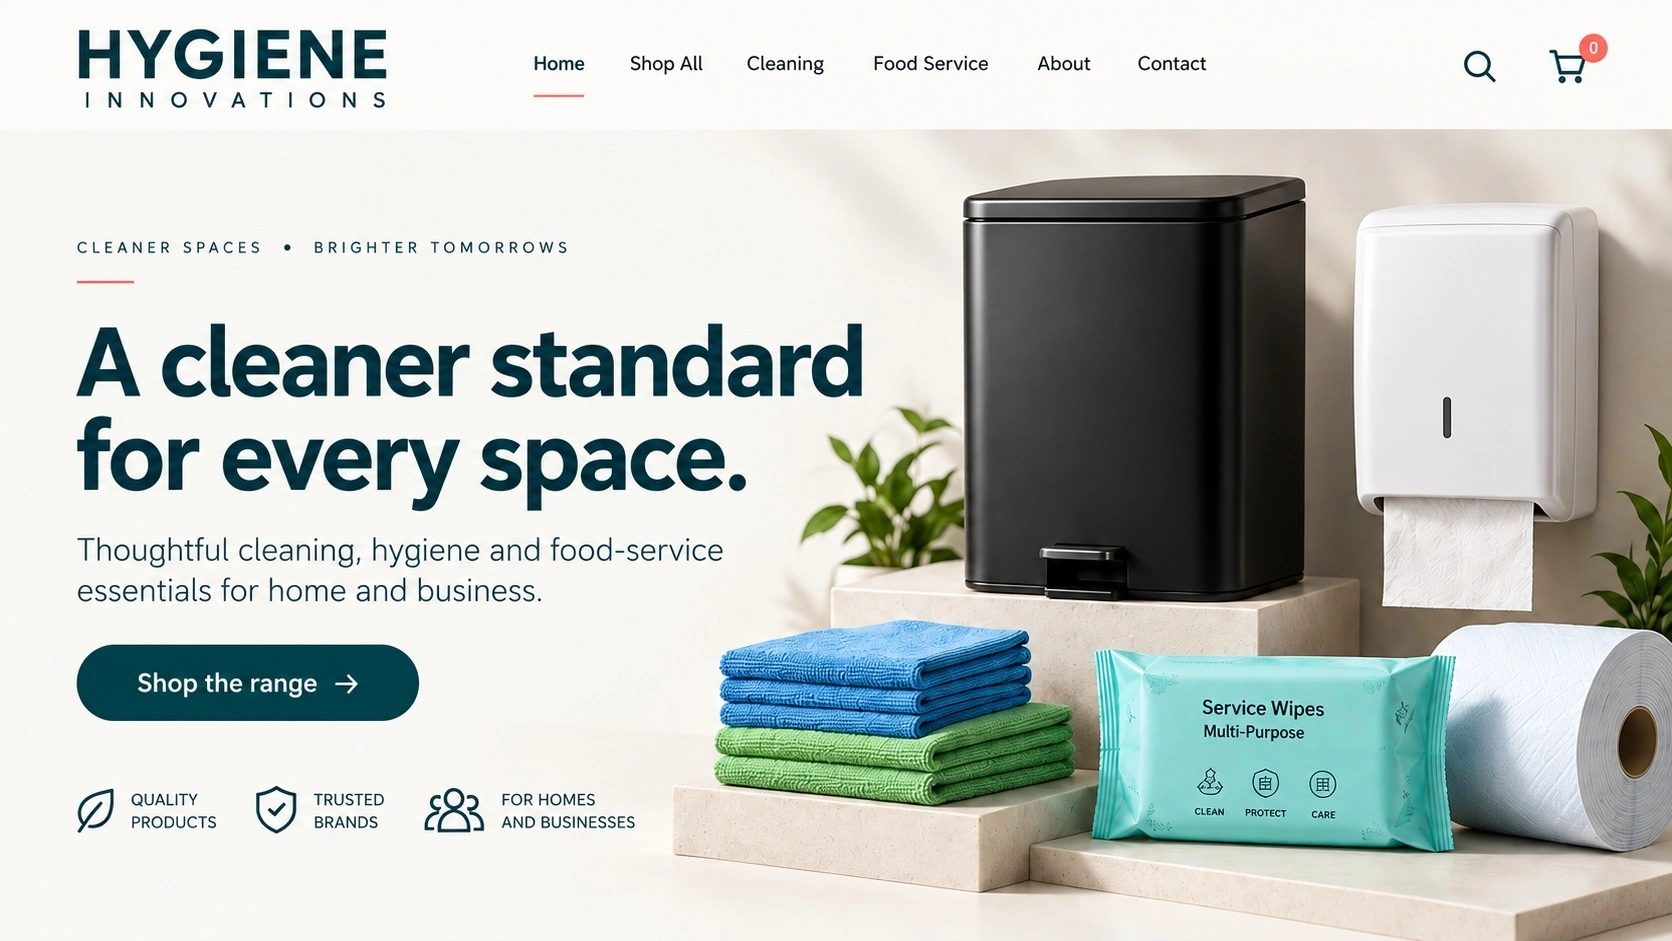 HYGIENE
INNOVATIONS
Home
Shop All
Cleaning
Food Service
About
Contact
0
CLEANER SPACES • BRIGHTER TOMORROWS
A cleaner standard
for every space.
Thoughtful cleaning, hygiene and food-service
essentials for home and business.
Shop the range →
QUALITY
PRODUCTS
TRUSTED
BRANDS
FOR HOMES
AND BUSINESSES
Service Wipes
Multi-Purpose
CLEAN
PROTECT
CARE